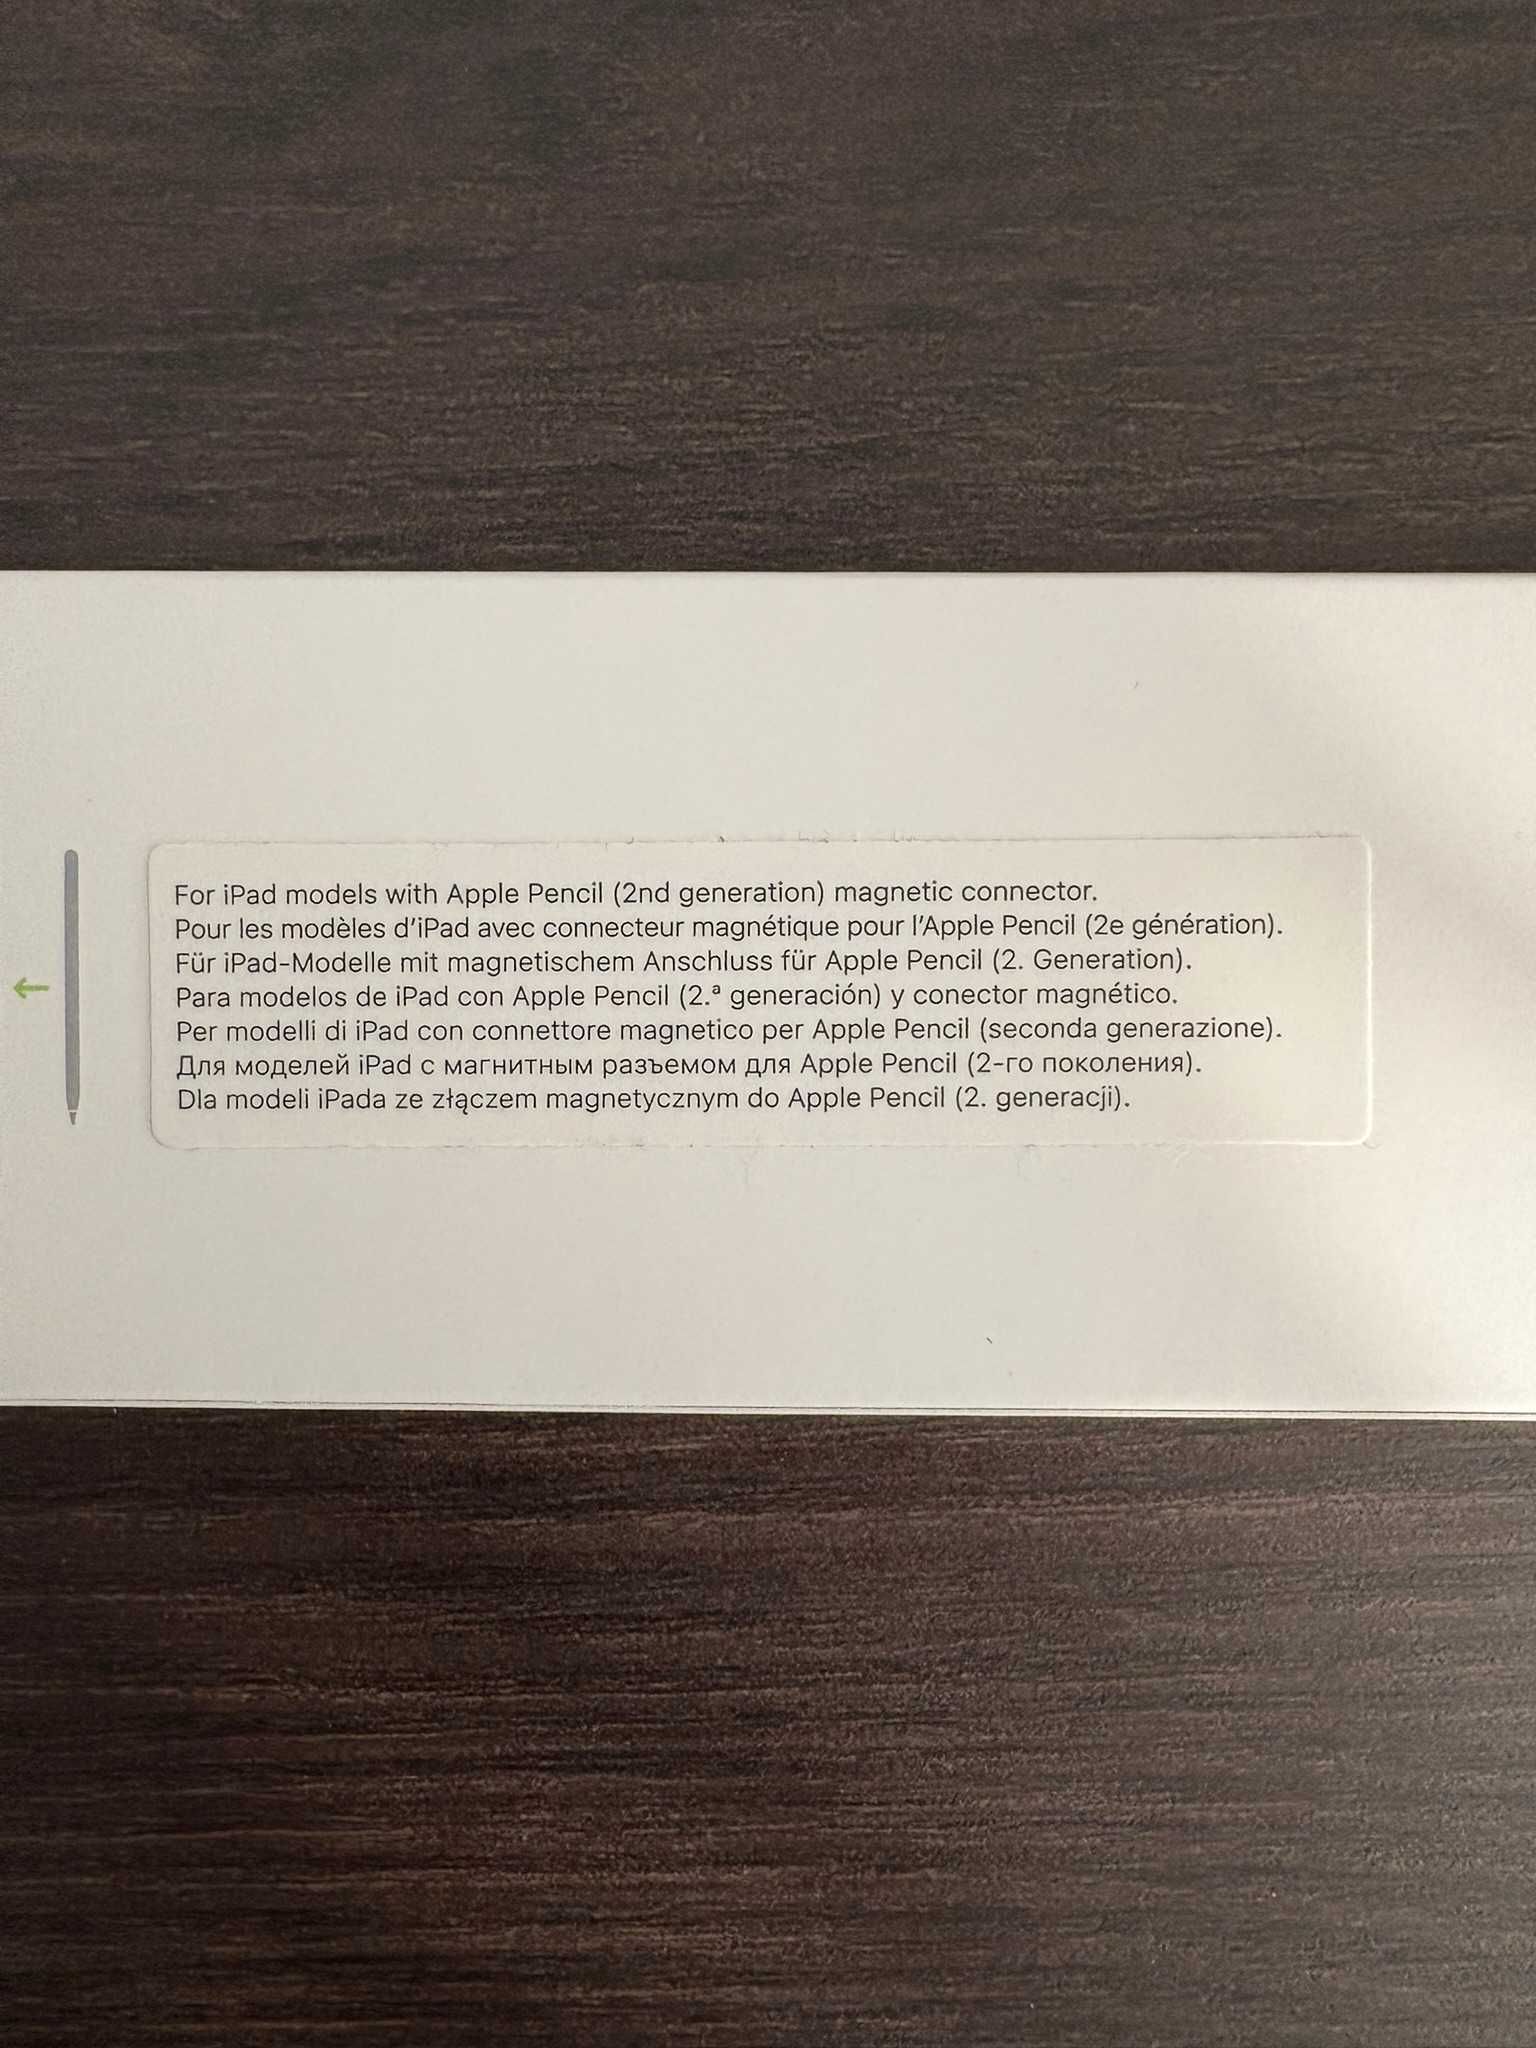 For iPad models with Apple Pencil (2nd generation) magnetic connector.
Pour les modèles d’iPad avec connecteur magnétique pour l’Apple Pencil (2e génération).
Für iPad-Modelle mit magnetischem Anschluss für Apple Pencil (2. Generation).
Para modelos de iPad con Apple Pencil (2.ª generación) y conector magnético.
Per modelli di iPad con connettore magnetico per Apple Pencil (seconda generazione).
Для моделей iPad с магнитным разъемом для Apple Pencil (2-го поколения).
Dla modeli iPada ze złączem magnetycznym do Apple Pencil (2. generacji).